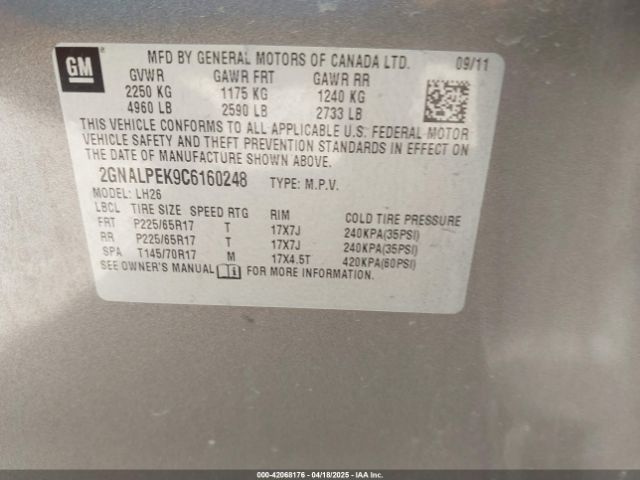 GM
MFD BY GENERAL MOTORS OF CANADA LTD. 09/11
GVWR GAWR FRT GAWR RR
2250 KG 1175 KG 1240 KG
4960 LB 2590 LB 2733 LB
THIS VEHICLE CONFORMS TO ALL APPLICABLE U.S. FEDERAL MOTOR
VEHICLE SAFETY AND THEFT PREVENTION STANDARDS IN EFFECT ON
THE DATE OF MANUFACTURE SHOWN ABOVE.
2GNALPEK9C6160248 TYPE: M.P.V.
MODEL: LH26
LBCL TIRE SIZE SPEED RTG RIM COLD TIRE PRESSURE
FRT P225/65R17 T 17X7J 240KPA(35PSI)
RR P225/65R17 T 17X7J 240KPA(35PSI)
SPA T145/70R17 M 17X4.5T 420KPA(60PSI)
SEE OWNER'S MANUAL FOR MORE INFORMATION.
000-42068176 - 04/18/2025 - IAAI, Inc.